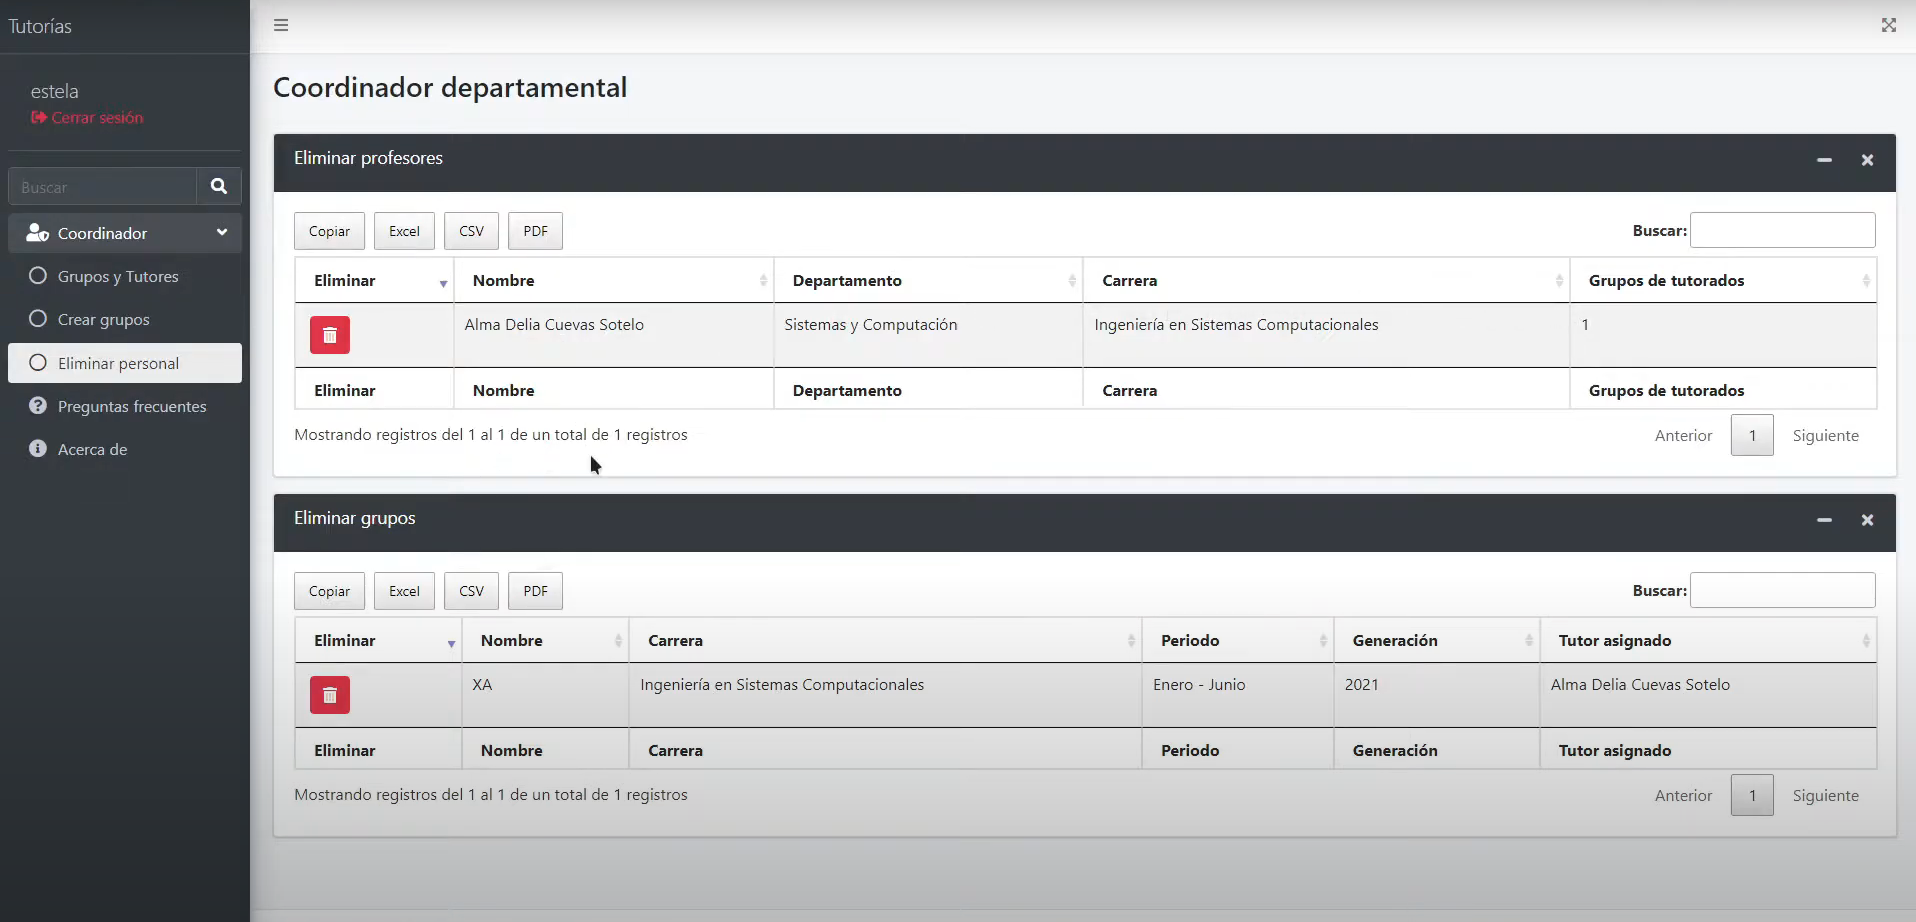 Tutorías
estela
Cerrar sesión
Buscar
Coordinador
Grupos y Tutores
Crear grupos
Eliminar personal
Preguntas frecuentes
Acerca de
Coordinador departamental
Eliminar profesores
Copiar Excel CSV PDF Buscar:
Eliminar Nombre Departamento Carrera Grupos de tutorados
Alma Delia Cuevas Sotelo Sistemas y Computación Ingeniería en Sistemas Computacionales 1
Eliminar Nombre Departamento Carrera Grupos de tutorados
Mostrando registros del 1 al 1 de un total de 1 registros Anterior 1 Siguiente
Eliminar grupos
Copiar Excel CSV PDF Buscar:
Eliminar Nombre Carrera Periodo Generación Tutor asignado
XA Ingeniería en Sistemas Computacionales Enero - Junio 2021 Alma Delia Cuevas Sotelo
Eliminar Nombre Carrera Periodo Generación Tutor asignado
Mostrando registros del 1 al 1 de un total de 1 registros Anterior 1 Siguiente